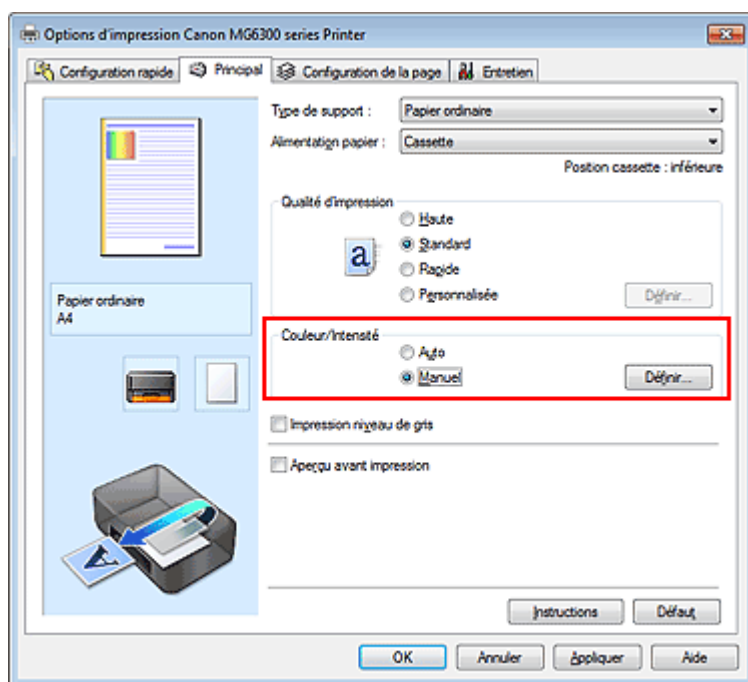 Options d'impression Canon MG6300 series Printer
Configuration rapide Principal Configuration de la page Entretien
Type de support : Papier ordinaire
Alimentation papier : Cassette
Position cassette : inférieure
Qualité d'impression
Haute
a Standard
Rapide
Personnalisée Définir...
Papier ordinaire
A4
Couleur/Intensité
Auto
Manuel Définir...
Impression niveau de gris
Aperçu avant impression
A
Instructions Défaut
OK Annuler Appliquer Aide